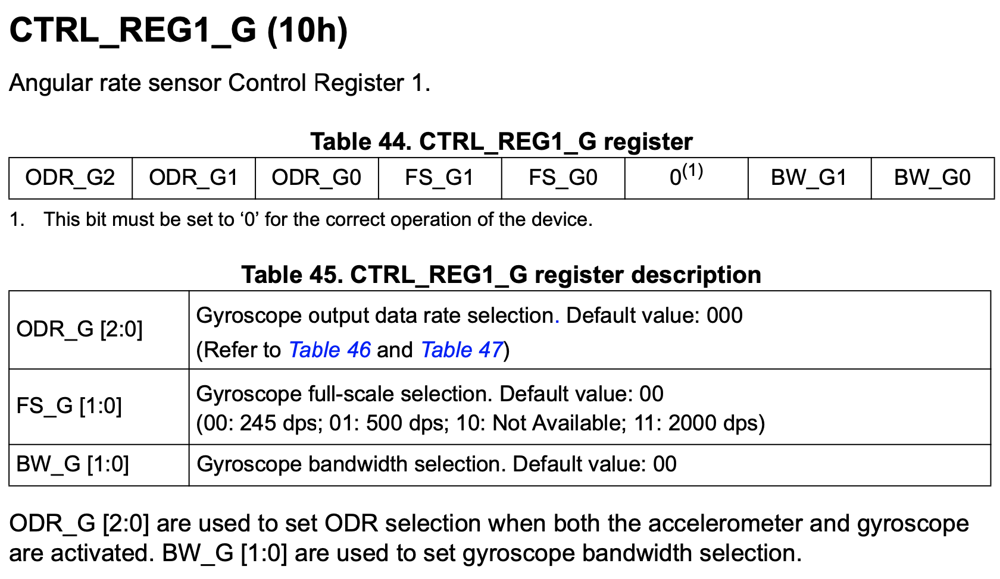 CTRL_REG1_G (10h)
Angular rate sensor Control Register 1.
Table 44. CTRL_REG1_G register
ODR_G2 ODR_G1 ODR_G0 FS_G1 FS_G0 0(1) BW_G1 BW_G0
1. This bit must be set to ‘0’ for the correct operation of the device.
Table 45. CTRL_REG1_G register description
ODR_G [2:0] Gyroscope output data rate selection. Default value: 000
(Refer to Table 46 and Table 47)
FS_G [1:0] Gyroscope full-scale selection. Default value: 00
(00: 245 dps; 01: 500 dps; 10: Not Available; 11: 2000 dps)
BW_G [1:0] Gyroscope bandwidth selection. Default value: 00
ODR_G [2:0] are used to set ODR selection when both the accelerometer and gyroscope
are activated. BW_G [1:0] are used to set gyroscope bandwidth selection.